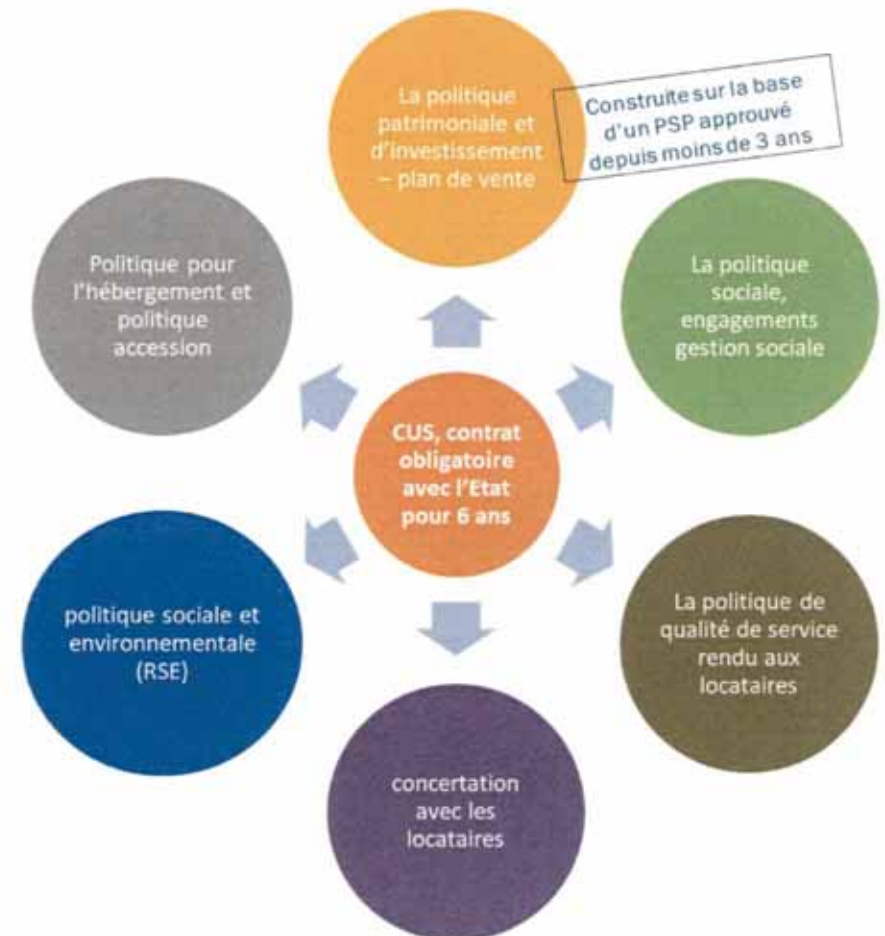 La politique
patrimoniale et
d'investissement
– plan de vente
Construite sur la base
d'un PSP approuvé
depuis moins de 3 ans
Politique pour
l'hébergement et
politique
accession
La politique
sociale,
engagements
gestion sociale
CUS, contrat
obligatoire
avec l'Etat
pour 6 ans
politique sociale et
environnementale
(RSE)
La politique de
qualité de service
rendu aux
locataires
concertation
avec les
locataires